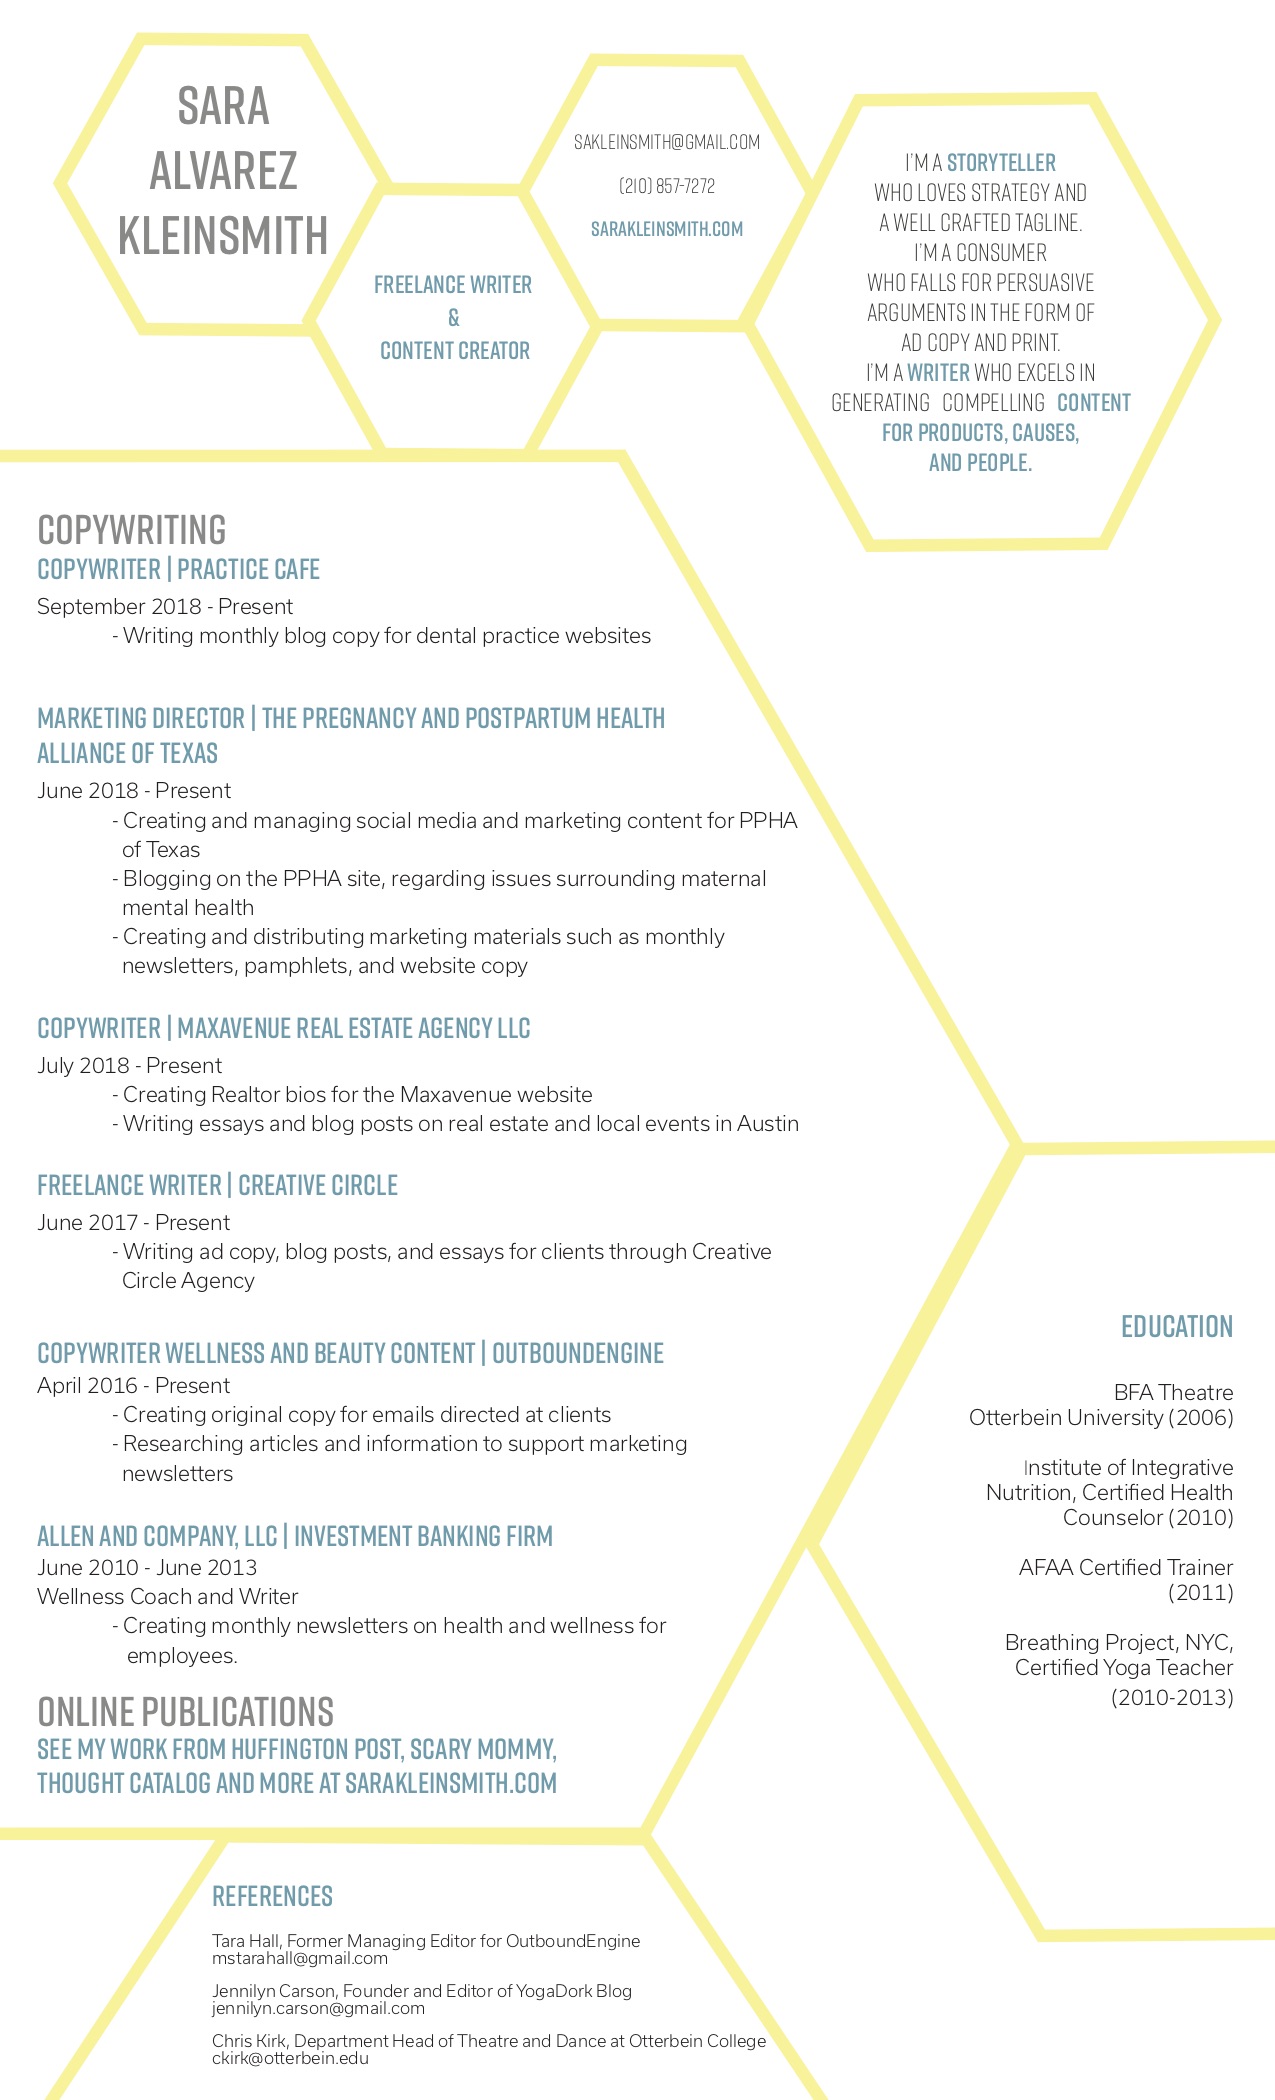 SARA
ALVAREZ
KLEINSMITH
FREELANCE WRITER
&
CONTENT CREATOR
SAKLEINSMITH@GMAIL.COM
(210) 857-7272
SARAKLEINSMITH.COM
I'M A STORYTELLER
WHO LOVES STRATEGY AND
A WELL CRAFTED TAGLINE.
I'M A CONSUMER
WHO FALLS FOR PERSUASIVE
ARGUMENTS IN THE FORM OF
AD COPY AND PRINT.
I'M A WRITER WHO EXCELS IN
GENERATING COMPELLING CONTENT
FOR PRODUCTS, CAUSES,
AND PEOPLE.
COPYWRITING
COPYWRITER | PRACTICE CAFE
September 2018 - Present
- Writing monthly blog copy for dental practice websites
MARKETING DIRECTOR | THE PREGNANCY AND POSTPARTUM HEALTH
ALLIANCE OF TEXAS
June 2018 - Present
- Creating and managing social media and marketing content for PPHA
of Texas
- Blogging on the PPHA site, regarding issues surrounding maternal
mental health
- Creating and distributing marketing materials such as monthly
newsletters, pamphlets, and website copy
COPYWRITER | MAXAVENUE REAL ESTATE AGENCY LLC
July 2018 - Present
- Creating Realtor bios for the Maxavenue website
- Writing essays and blog posts on real estate and local events in Austin
FREELANCE WRITER | CREATIVE CIRCLE
June 2017 - Present
- Writing ad copy, blog posts, and essays for clients through Creative
Circle Agency
COPYWRITER WELLNESS AND BEAUTY CONTENT | OUTBOUNDENGINE
April 2016 - Present
- Creating original copy for emails directed at clients
- Researching articles and information to support marketing
newsletters
ALLEN AND COMPANY, LLC | INVESTMENT BANKING FIRM
June 2010 - June 2013
Wellness Coach and Writer
- Creating monthly newsletters on health and wellness for
employees.
ONLINE PUBLICATIONS
SEE MY WORK FROM HUFFINGTON POST, SCARY MOMMY,
THOUGHT CATALOG AND MORE AT SARAKLEINSMITH.COM
EDUCATION
BFA Theatre
Otterbein University (2006)
Institute of Integrative
Nutrition, Certified Health
Counselor (2010)
AFAA Certified Trainer
(2011)
Breathing Project, NYC,
Certified Yoga Teacher
(2010-2013)
REFERENCES
Tara Hall, Former Managing Editor for OutboundEngine
mstarahall@gmail.com
Jennilyn Carson, Founder and Editor of YogaDork Blog
jennilyn.carson@gmail.com
Chris Kirk, Department Head of Theatre and Dance at Otterbein College
ckirk@otterbein.edu